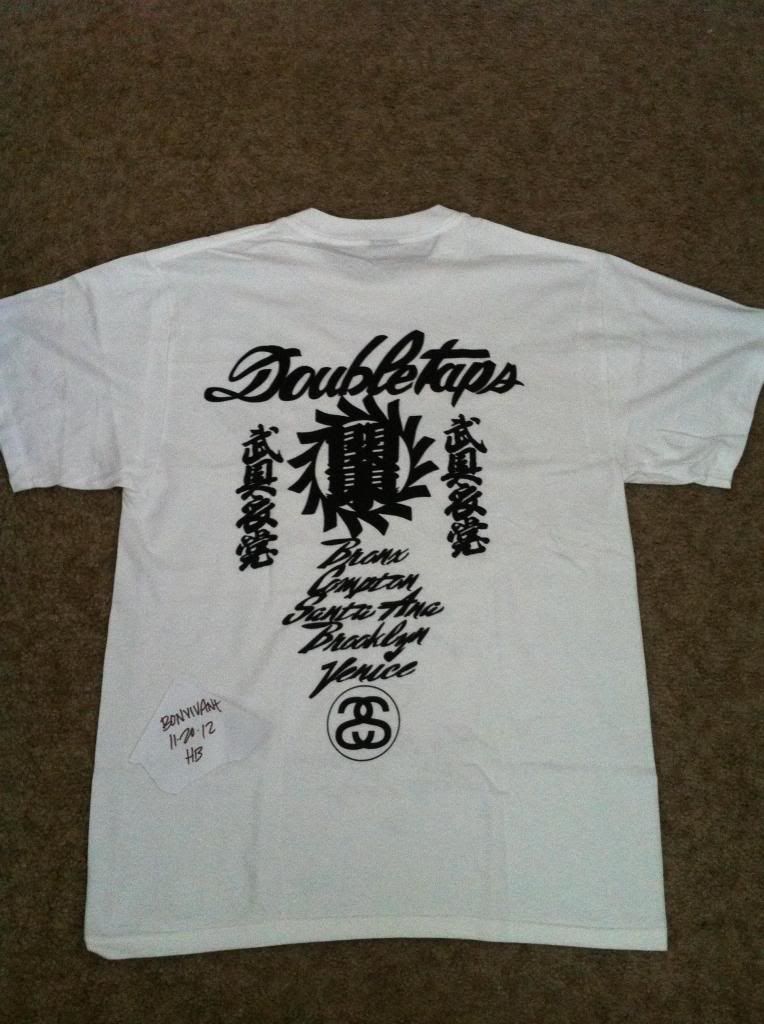 Doubletaps
Bronx
Compton
Santa Ana
Brooklyn
Venice
BONVIVANt
11-20-12
HB